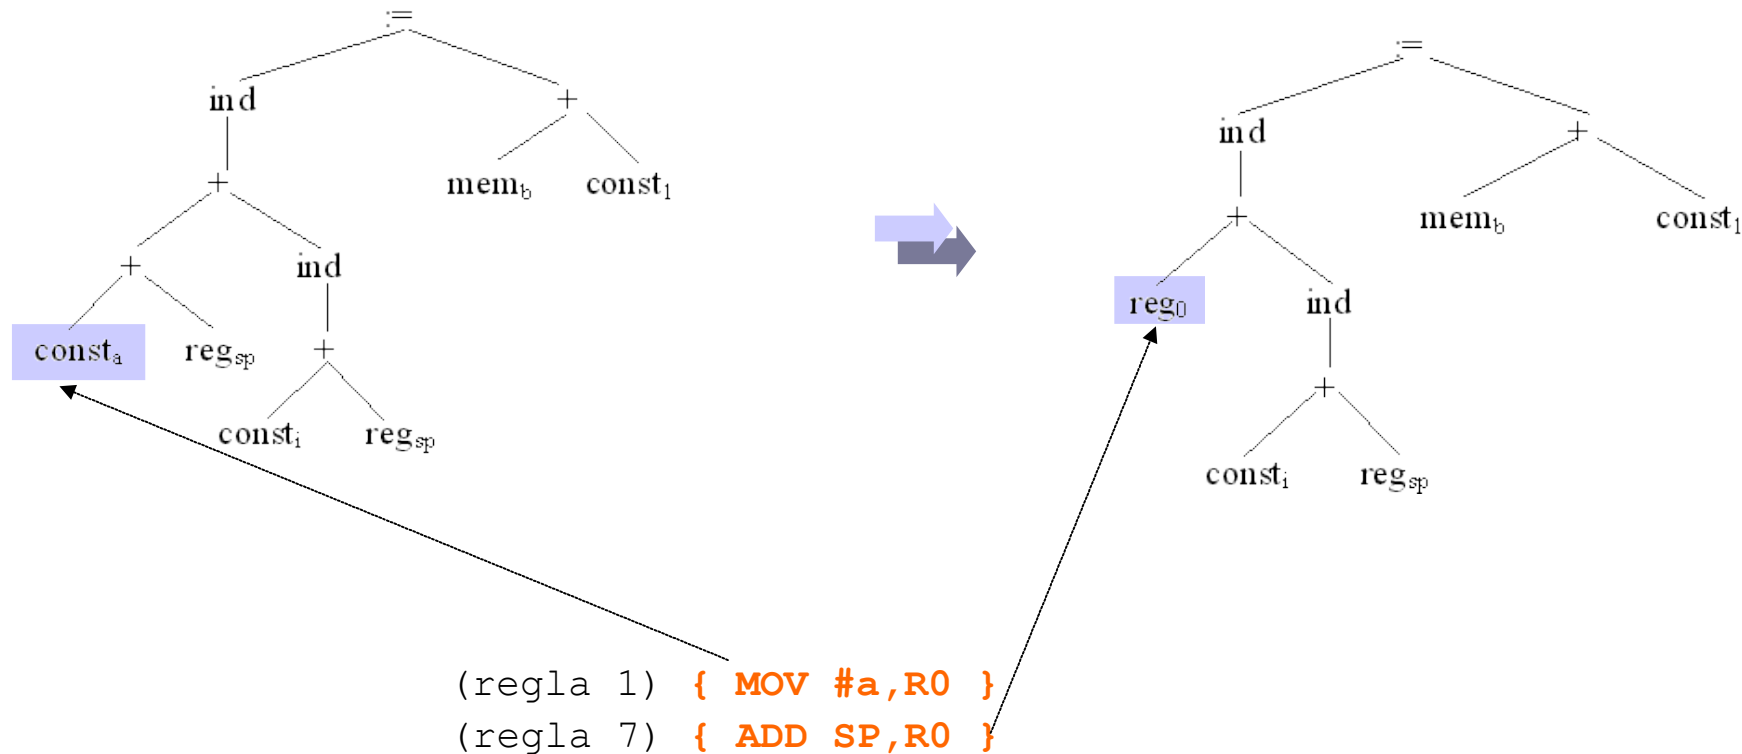 :=
:=
ind
+
ind
+
+
mem_b
const_1
+
mem_b
const_1
+
ind
reg_0
ind
const_a
reg_sp
+
+
const_i
reg_sp
const_i
reg_sp
(regla 1) { MOV #a,R0 }
(regla 7) { ADD SP,R0 }